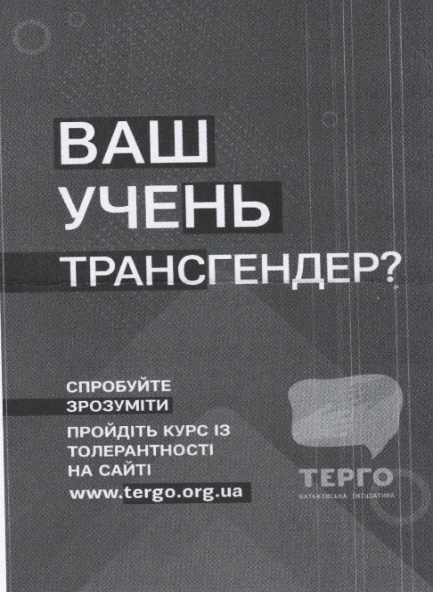 ВАШ
УЧЕНЬ
ТРАНСГЕНДЕР?
СПРОБУЙТЕ
ЗРОЗУМІТИ
ПРОЙДІТЬ КУРС ІЗ
ТОЛЕРАНТНОСТІ
НА САЙТІ
www.tergo.org.ua
ТЕРГО
БАТЬКІВСЬКА ІНІЦІАТИВА